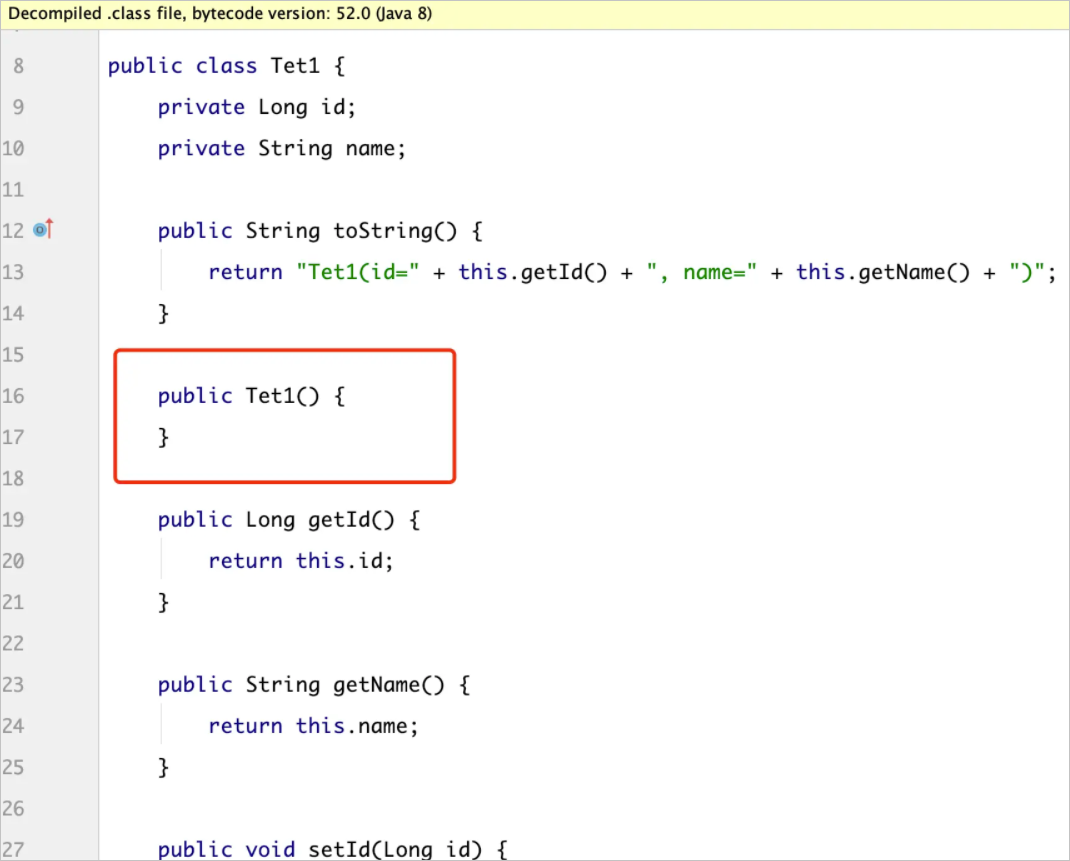 Decompiled .class file, bytecode version: 52.0 (Java 8)
8 public class Tet1 {
9 private Long id;
10 private String name;
11
12 public String toString() {
13 return "Tet1(id=" + this.getId() + ", name=" + this.getName() + ")";
14 }
15
16 public Tet1() {
17 }
18
19 public Long getId() {
20 return this.id;
21 }
22
23 public String getName() {
24 return this.name;
25 }
26
27 public void setId(Long id) {